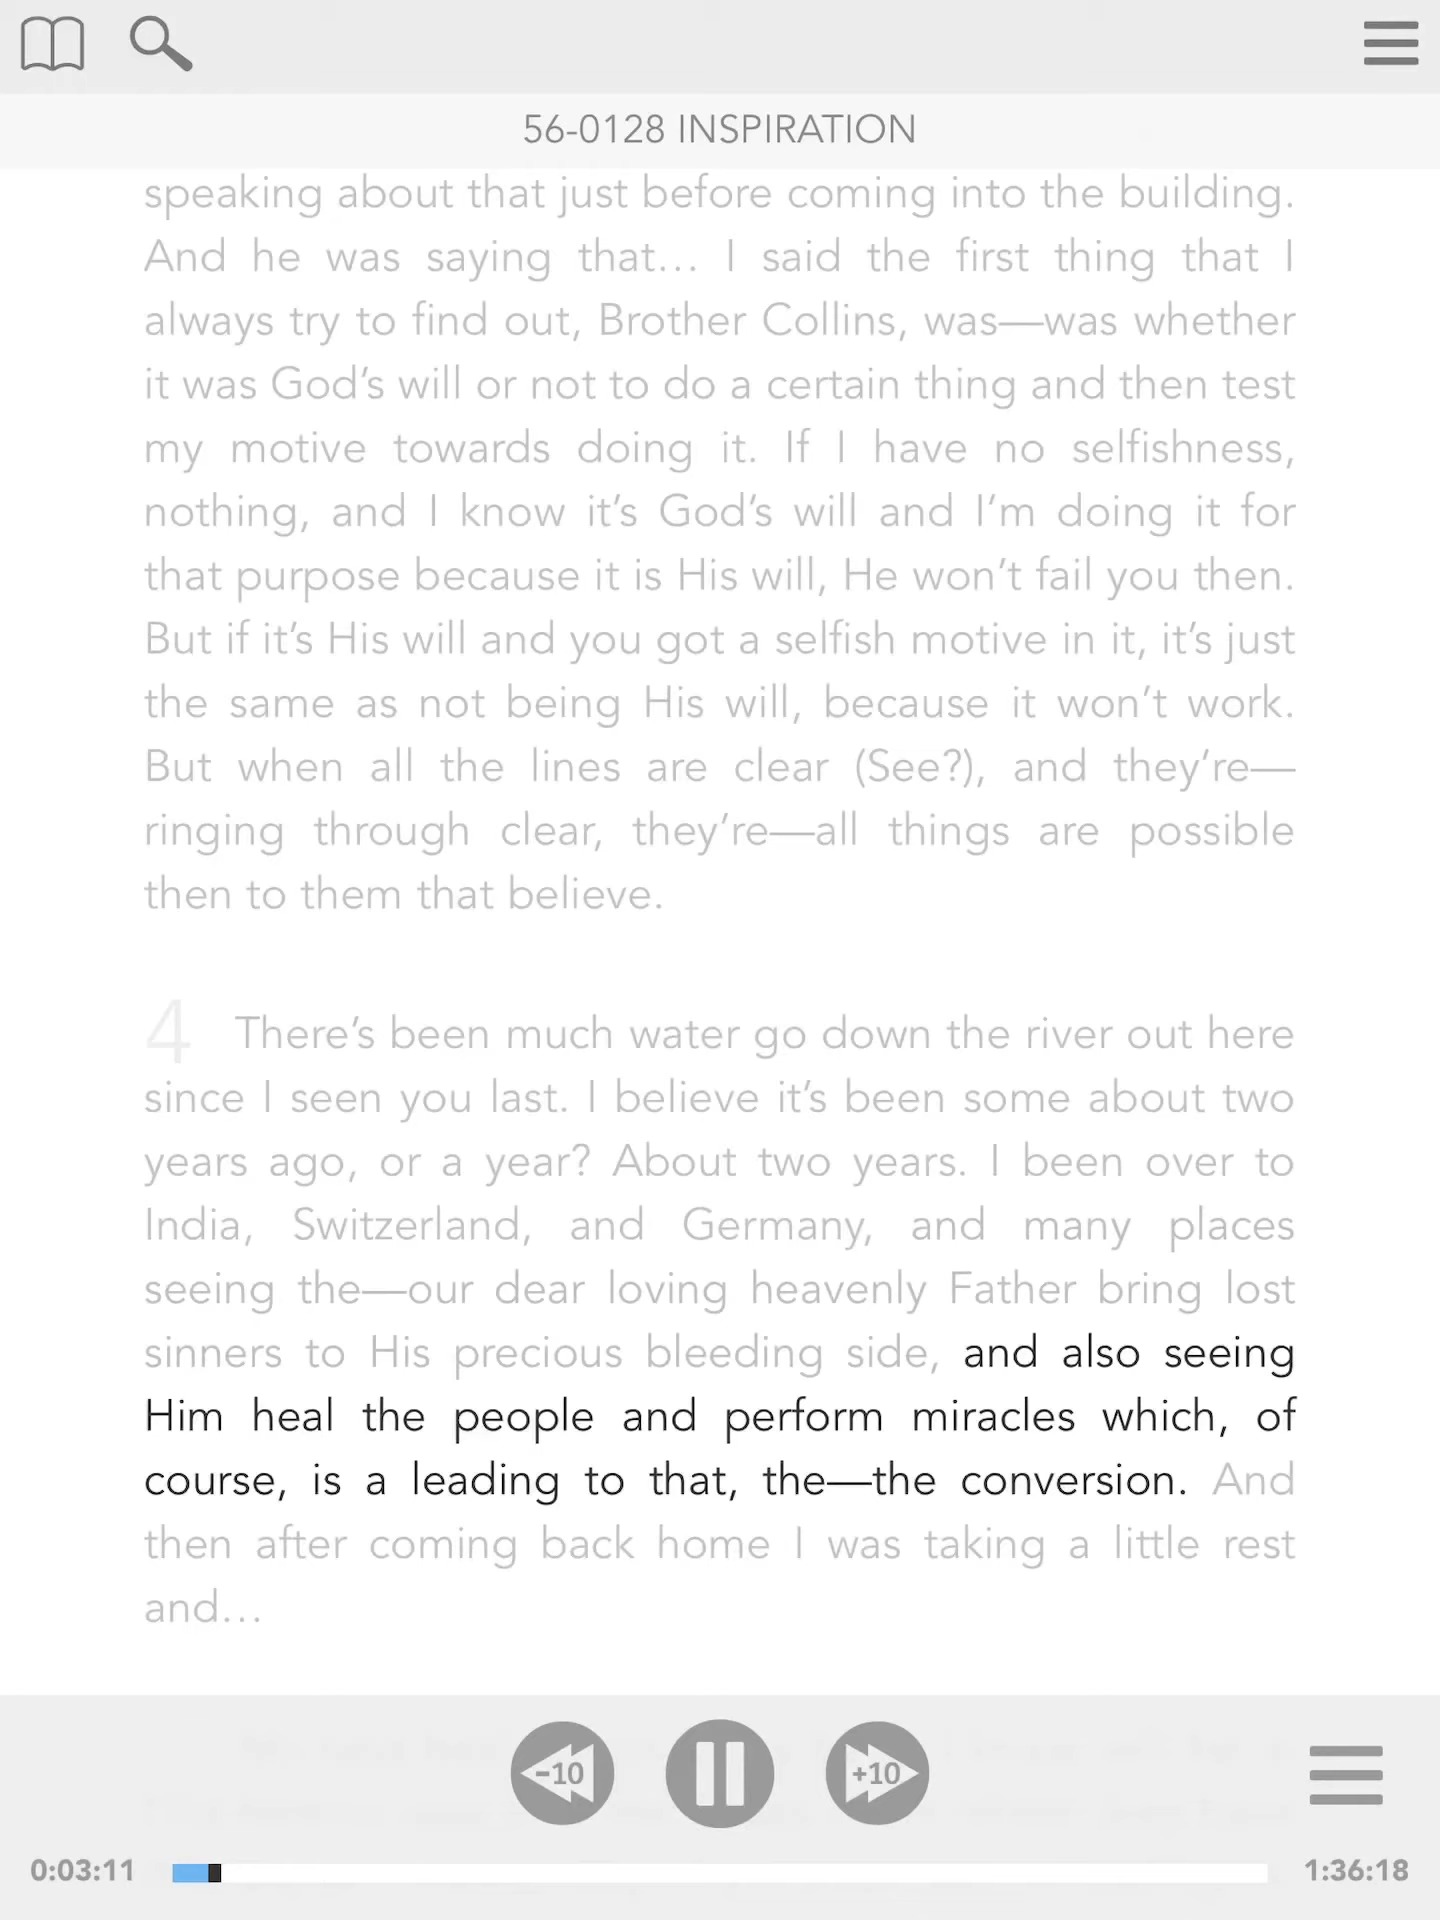 56-0128 INSPIRATION
speaking about that just before coming into the building.
And he was saying that… I said the first thing that I
always try to find out, Brother Collins, was—was whether
it was God’s will or not to do a certain thing and then test
my motive towards doing it. If I have no selfishness,
nothing, and I know it’s God’s will and I’m doing it for
that purpose because it is His will, He won’t fail you then.
But if it’s His will and you got a selfish motive in it, it’s just
the same as not being His will, because it won’t work.
But when all the lines are clear (See?), and they’re—
ringing through clear, they’re—all things are possible
then to them that believe.
4 There’s been much water go down the river out here
since I seen you last. I believe it’s been some about two
years ago, or a year? About two years. I been over to
India, Switzerland, and Germany, and many places
seeing the—our dear loving heavenly Father bring lost
sinners to His precious bleeding side, and also seeing
Him heal the people and perform miracles which, of
course, is a leading to that, the—the conversion. And
then after coming back home I was taking a little rest
and…
-10 +10
0:03:11 1:36:18